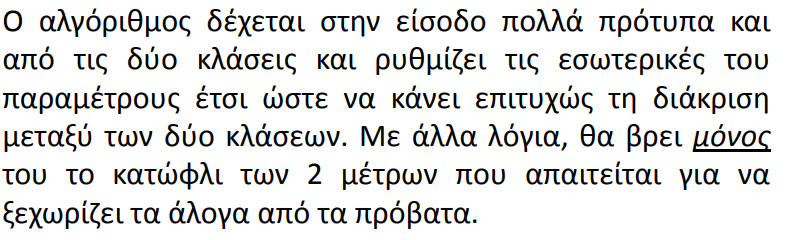 Ο αλγόριθμος δέχεται στην είσοδο πολλά πρότυπα και
από τις δύο κλάσεις και ρυθμίζει τις εσωτερικές του
παραμέτρους έτσι ώστε να κάνει επιτυχώς τη διάκριση
μεταξύ των δύο κλάσεων. Με άλλα λόγια, θα βρει μόνος
του το κατώφλι των 2 μέτρων που απαιτείται για να
ξεχωρίζει τα άλογα από τα πρόβατα.